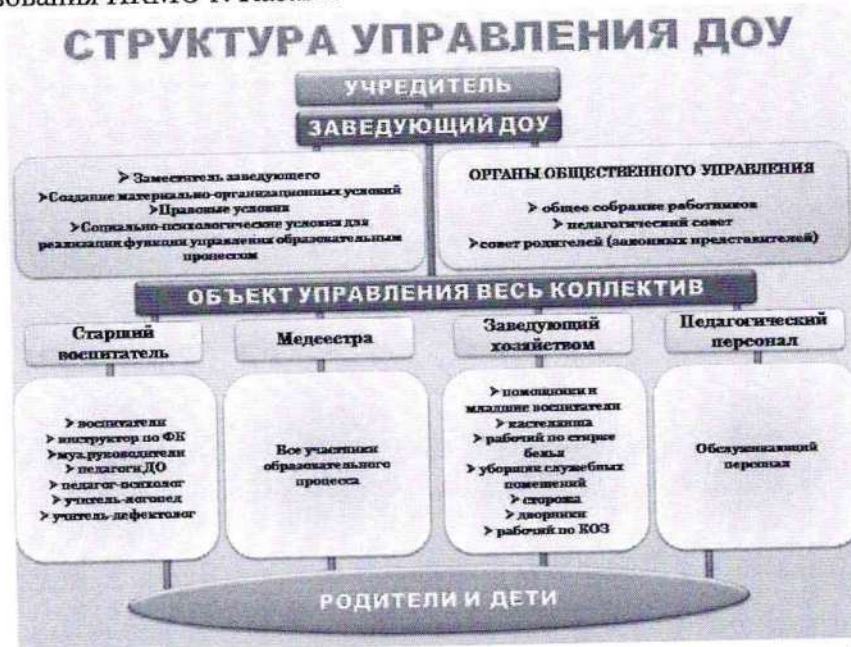 СТРУКТУРА УПРАВЛЕНИЯ ДОУ
УЧРЕДИТЕЛЬ
ЗАВЕДУЮЩИЙ ДОУ
➤ Заместитель заведующего
➤Создание материально-организационных условий
➤Правовые условия
➤Социально-психологические условия для
реализации функции управления образовательным
процессом
ОРГАНЫ ОБЩЕСТВЕННОГО УПРАВЛЕНИЯ
➤ общее собрание работников
➤ педагогический совет
➤совет родителей (законных представителей)
ОБЪЕКТ УПРАВЛЕНИЯ ВЕСЬ КОЛЛЕКТИВ
Старший
воспитатель
Медсестра
Заведующий
хозяйством
Педагогический
персонал
➤ воспитатели
➤ инструктор по ФК
➤муз.руководители
➤ педагоги ДО
➤ педагог-психолог
➤ учитель-логопед
➤ учитель-дефектолог
Все участники
образовательного
процесса
➤ помощники и
младшие воспитатели
➤ кастелянша
➤ рабочий по стирке
белья
➤ уборщик служебных
помещений
➤ сторожа
➤ дворники
➤ рабочий по КОЗ
Обслуживающий
персонал
РОДИТЕЛИ И ДЕТИ